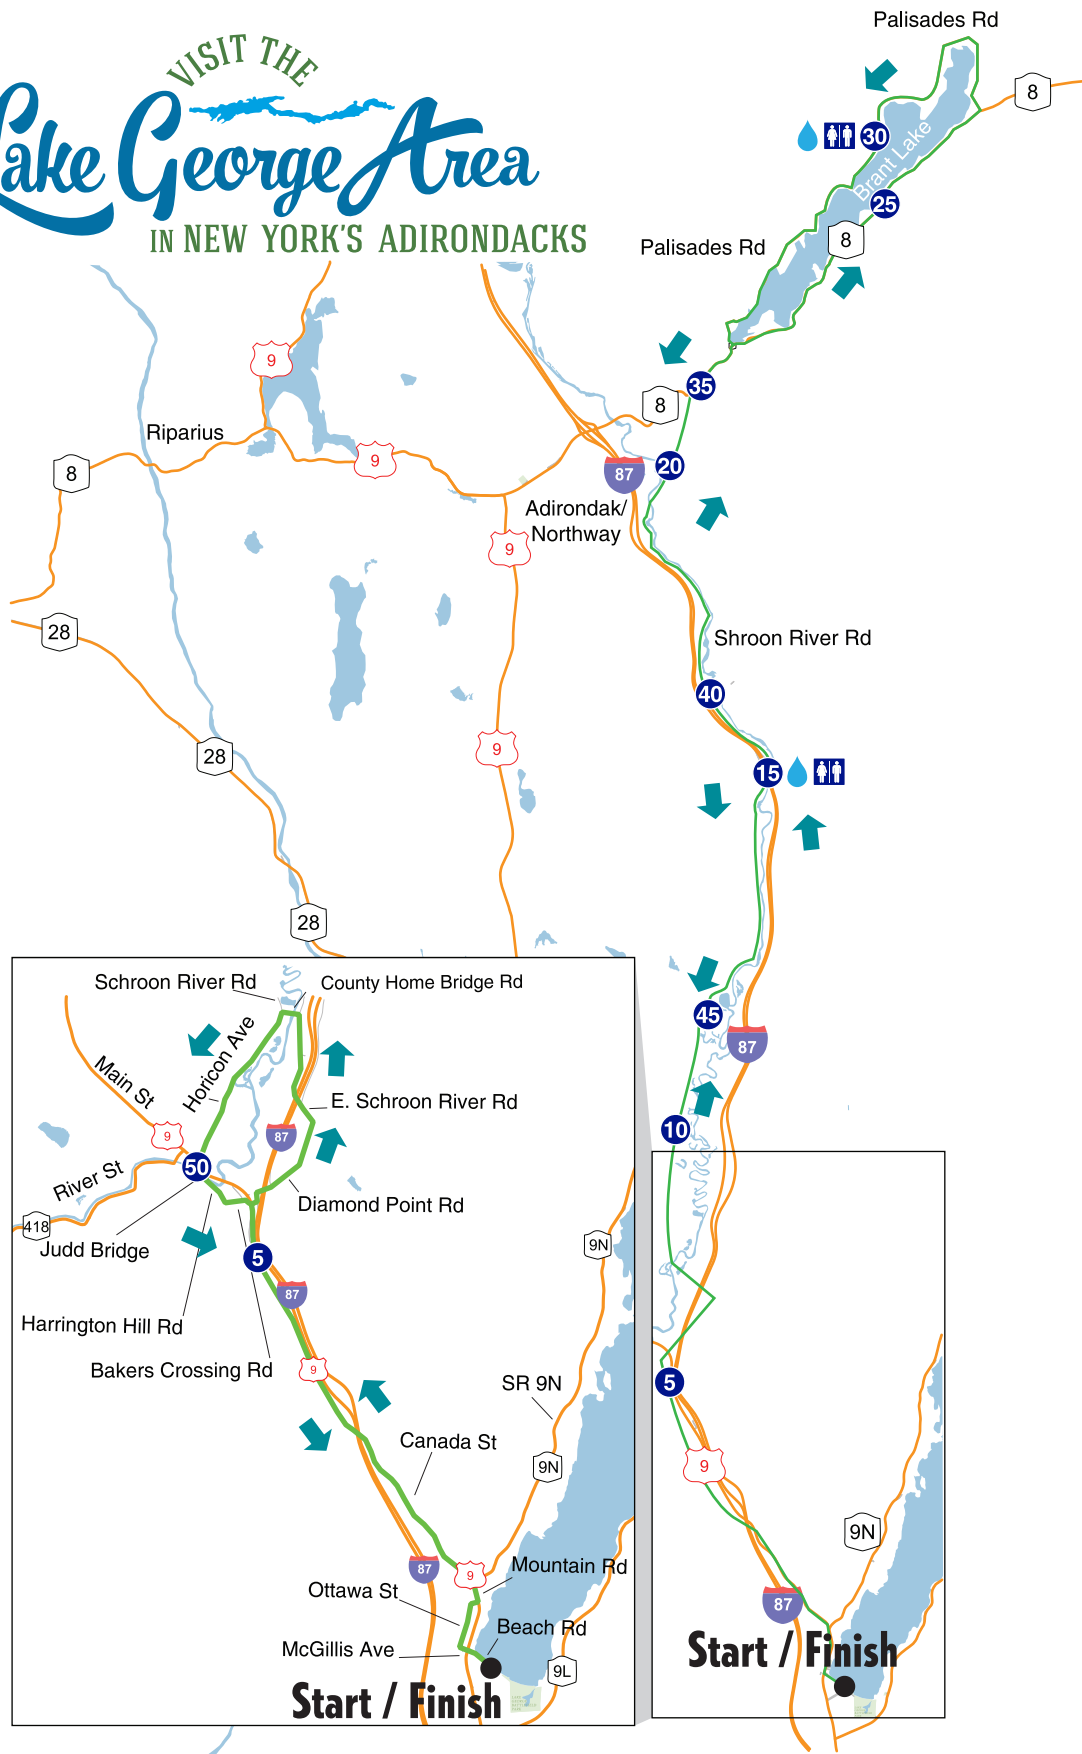 Palisades Rd
VISIT THE
8
Lake George Area
30
Brant Lake
25
IN NEW YORK'S ADIRONDACKS
Palisades Rd
8
9
35
8
Riparius
9
8
20
87
Adirondak/
Northway
9
28
Shroon River Rd
40
28
9
15
28
Schroon River Rd
County Home Bridge Rd
45
87
Horicon Ave
Main St
E. Schroon River Rd
9
87
10
50
River St
Diamond Point Rd
418
Judd Bridge
5
9N
87
Harrington Hill Rd
Bakers Crossing Rd
9
SR 9N
5
Canada St
9N
9
9N
87
9
Mountain Rd
Ottawa St
87
Beach Rd
McGillis Ave
9L
Start / Finish
Start / Finish